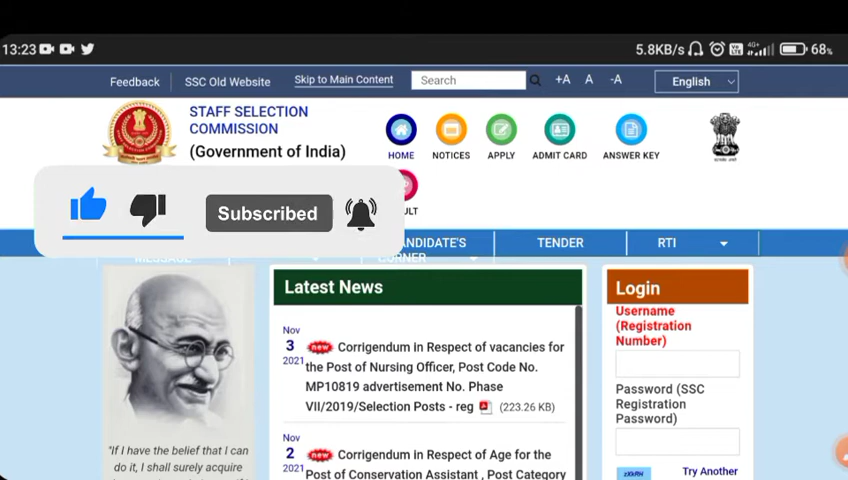 13:23
5.8KB/s 4G+ 68%
Feedback
SSC Old Website
Skip to Main Content
Search
+A A -A
English
STAFF SELECTION
COMMISSION
(Government of India)
HOME
NOTICES
APPLY
ADMIT CARD
ANSWER KEY
ULT
Subscribed
MESSAGE
CANDIDATE'S
CORNER
TENDER
RTI
Latest News
Nov
3
2021
new Corrigendum in Respect of vacancies for
the Post of Nursing Officer, Post Code No.
MP10819 advertisement No. Phase
VII/2019/Selection Posts - reg (223.26 KB)
Nov
2
2021
new Corrigendum in Respect of Age for the
Post of Conservation Assistant , Post Category
Login
Username
(Registration
Number)
Password (SSC
Registration
Password)
Try Another
"If I have the belief that I can
do it, I shall surely acquire